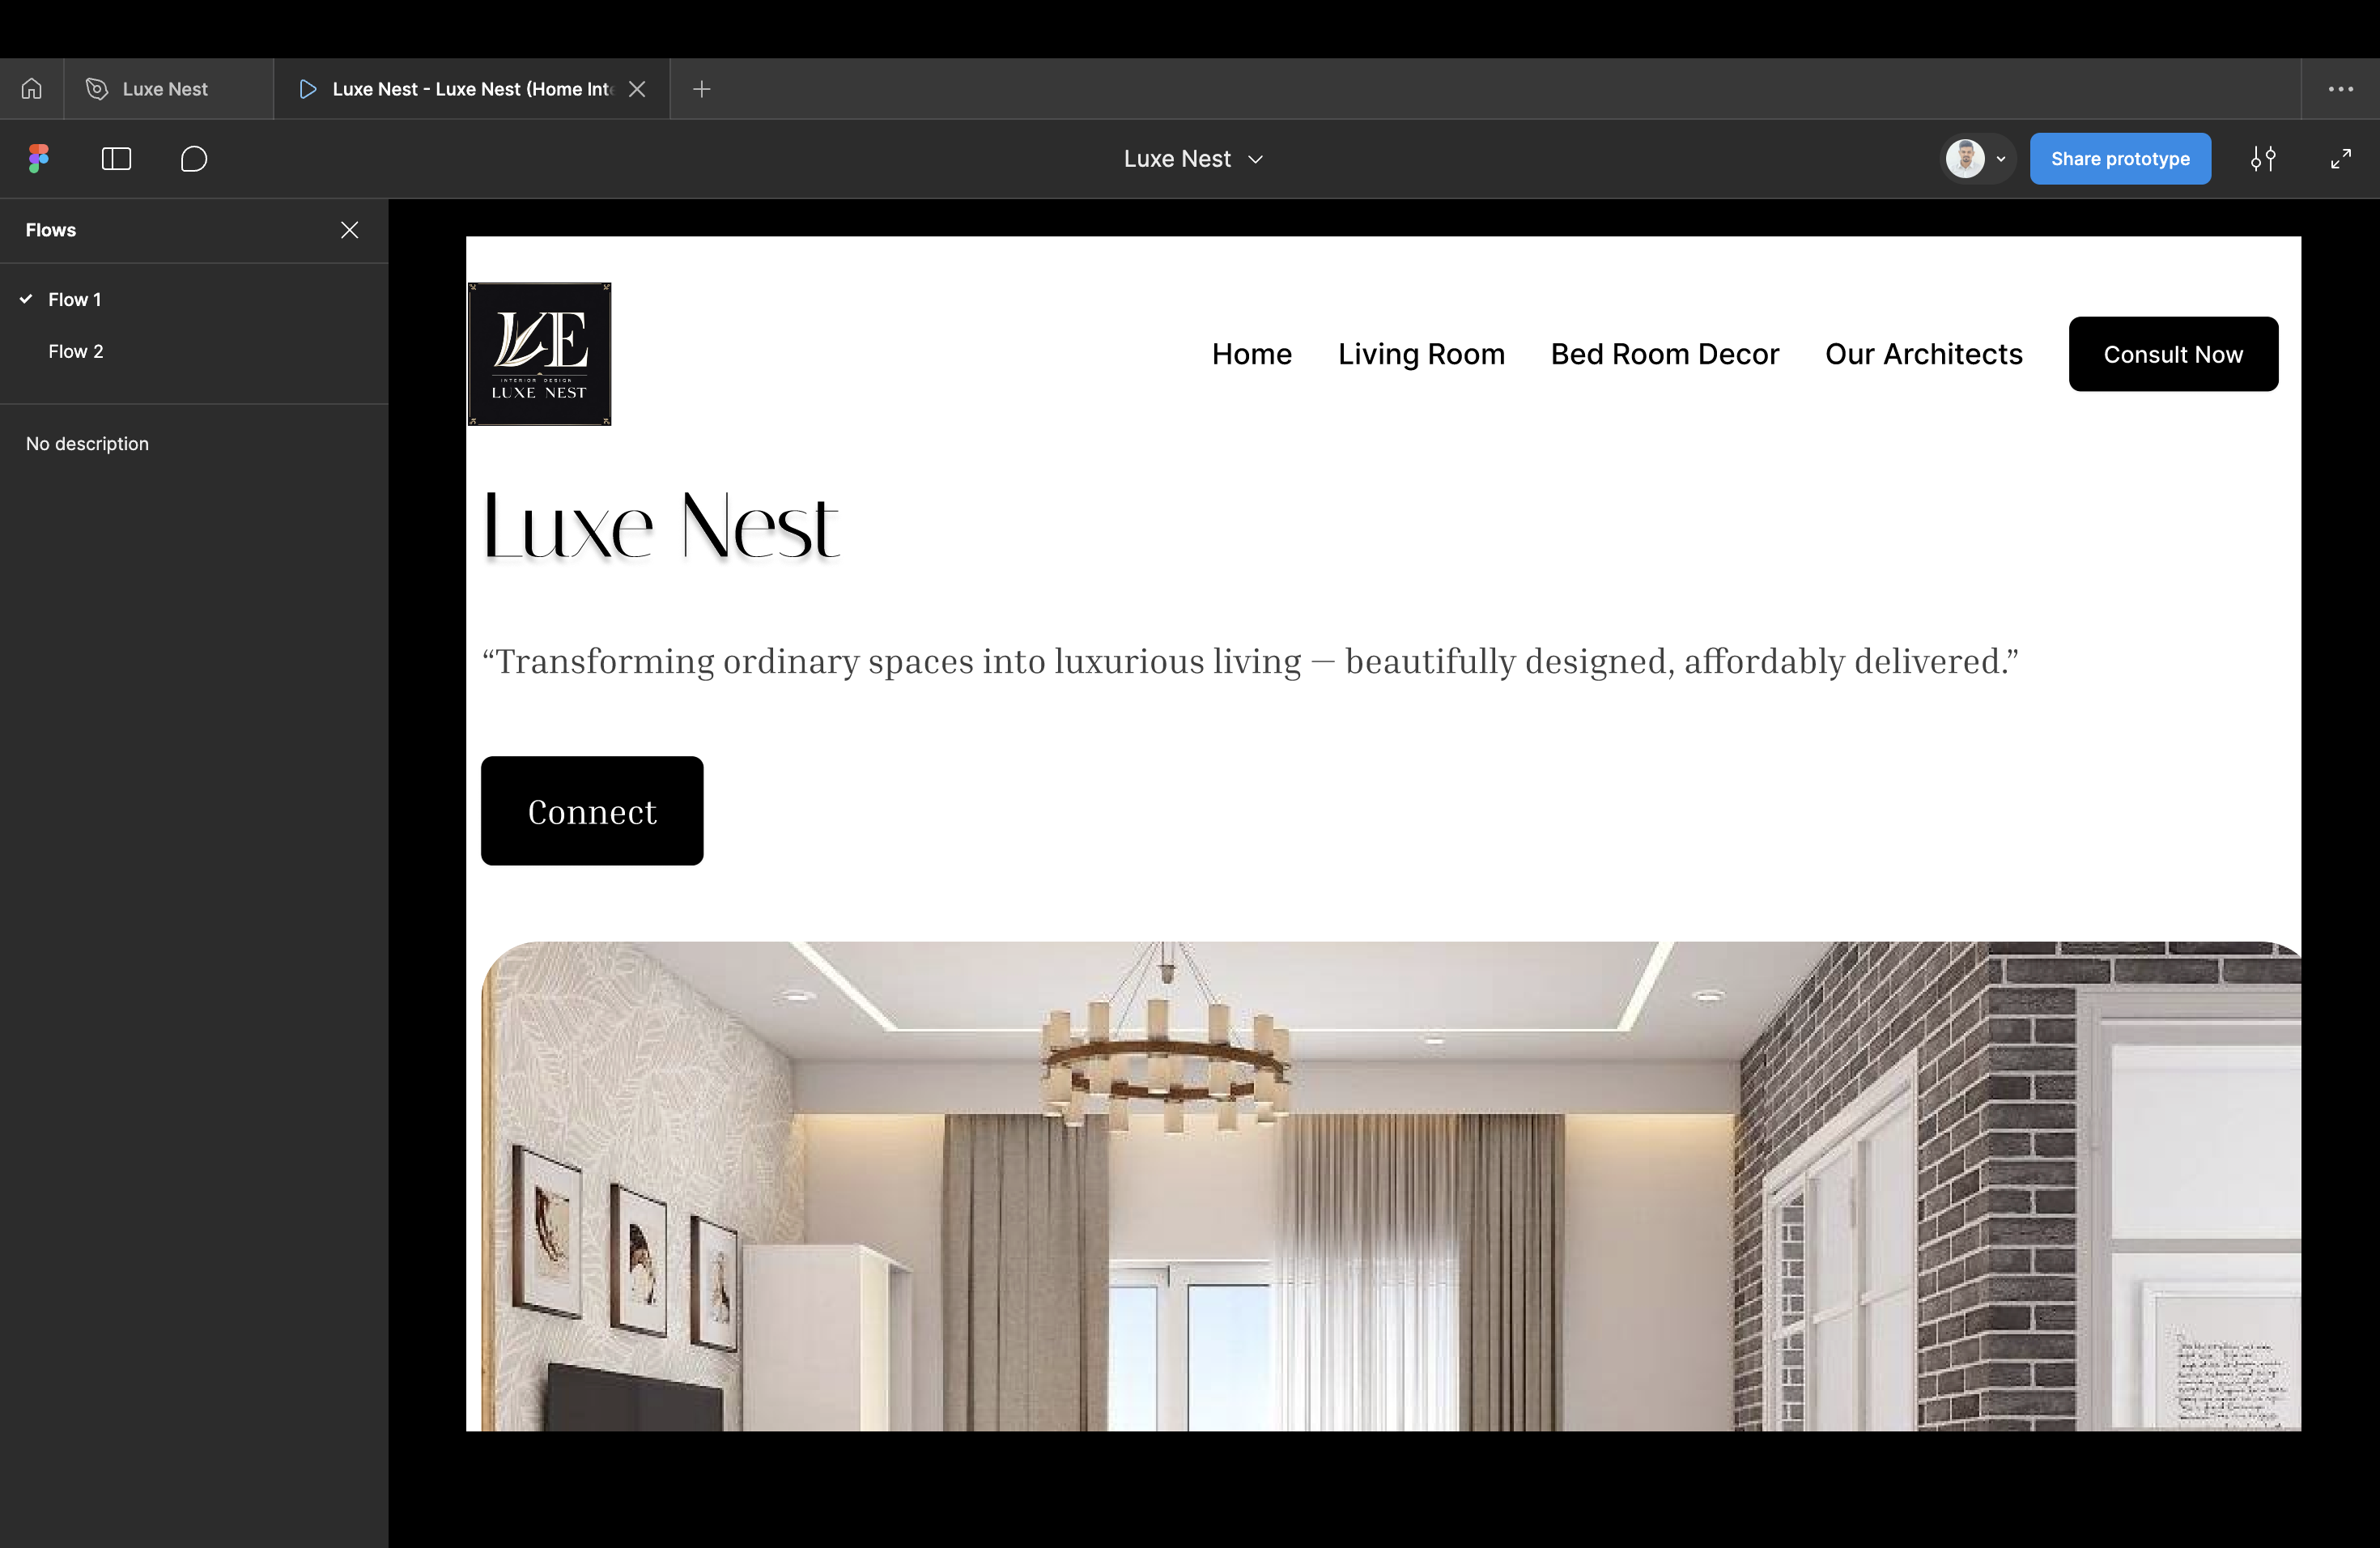 Luxe Nest
Luxe Nest - Luxe Nest (Home Int
Luxe Nest
Share prototype
Flows
Flow 1
Flow 2
No description
LE
INTERIOR DESIGN
LUXE NEST
Home
Living Room
Bed Room Decor
Our Architects
Consult Now
Luxe Nest
“Transforming ordinary spaces into luxurious living — beautifully designed, affordably delivered.”
Connect